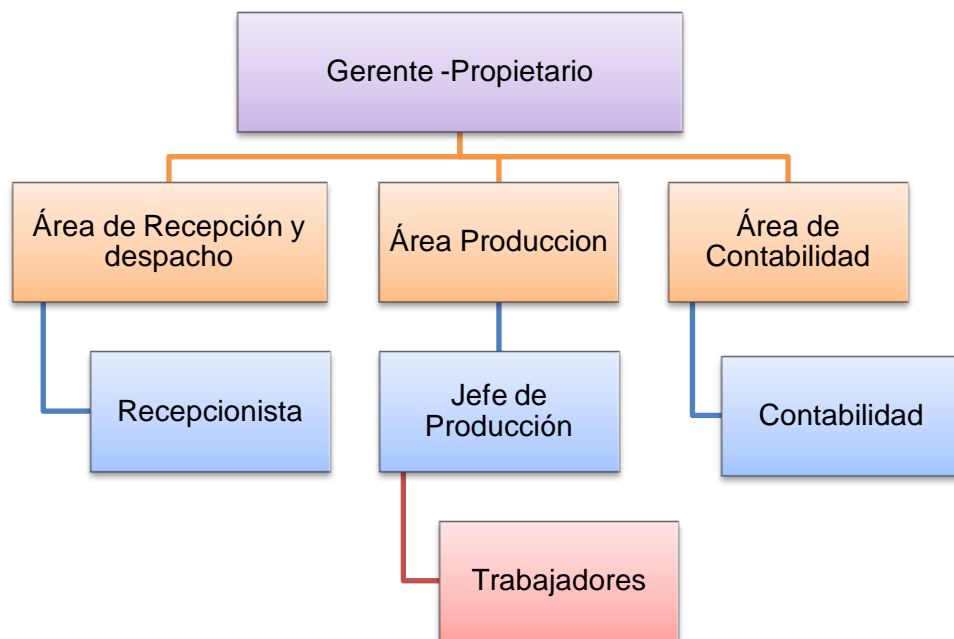 Gerente -Propietario
Área de Recepción y
despacho
Área Produccion
Área de
Contabilidad
Recepcionista
Jefe de
Producción
Contabilidad
Trabajadores